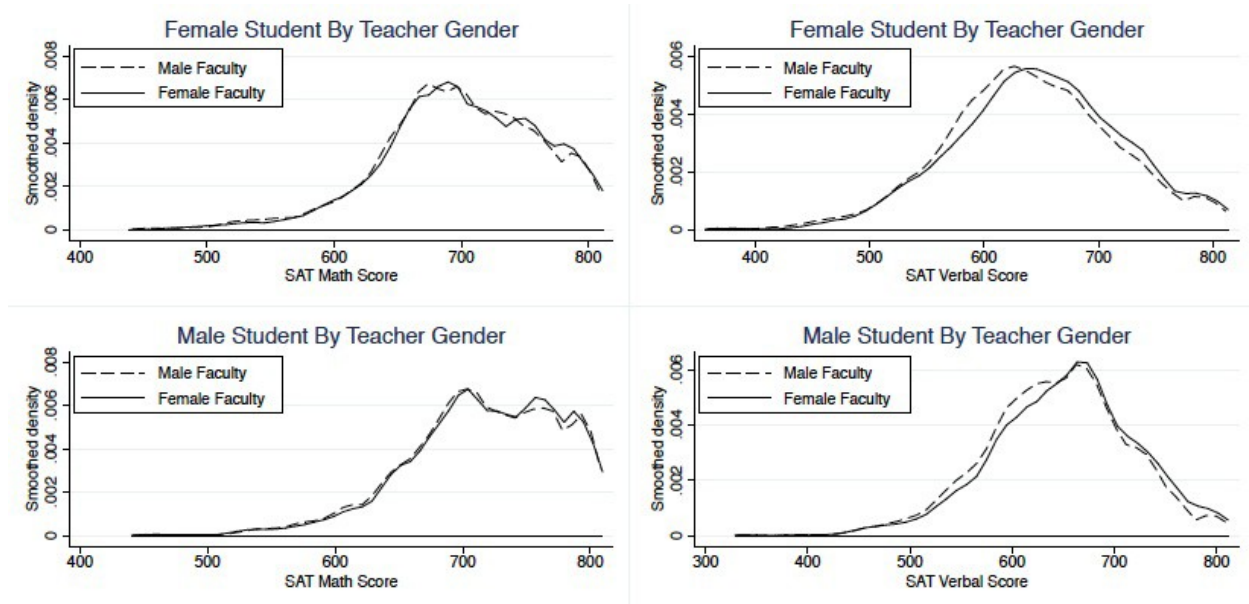 Female Student By Teacher Gender
Smoothed density
0 .002 .004 .006 .008
Male Faculty
Female Faculty
400 500 600 700 800
SAT Math Score
Female Student By Teacher Gender
Smoothed density
0 .002 .004 .006
Male Faculty
Female Faculty
400 500 600 700 800
SAT Verbal Score
Male Student By Teacher Gender
Smoothed density
0 .002 .004 .006 .008
Male Faculty
Female Faculty
400 500 600 700 800
SAT Math Score
Male Student By Teacher Gender
Smoothed density
0 .002 .004 .006
Male Faculty
Female Faculty
300 400 500 600 700 800
SAT Verbal Score